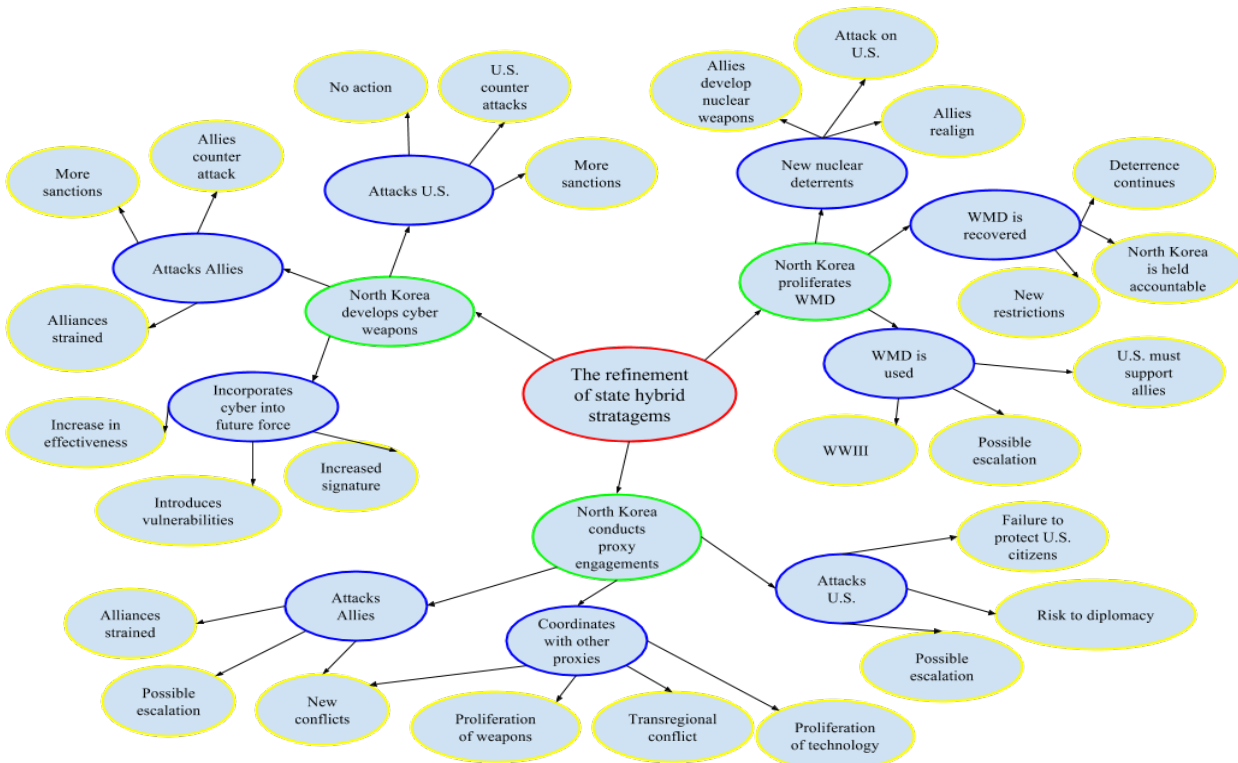 Attack on
U.S.
Allies
develop
nuclear
weapons
Allies
realign
New nuclear
deterrents
No action
U.S.
counter
attacks
More
sanctions
Attacks U.S.
Allies
counter
attack
More
sanctions
Attacks Allies
Alliances
strained
North Korea
develops cyber
weapons
Incorporates
cyber into
future force
Increase in
effectiveness
Introduces
vulnerabilities
Increased
signature
Deterrence
continues
WMD is
recovered
North Korea
is held
accountable
New
restrictions
North Korea
proliferates
WMD
WMD is
used
U.S. must
support
allies
WWIII
Possible
escalation
The refinement
of state hybrid
stratagems
North Korea
conducts
proxy
engagements
Failure to
protect U.S.
citizens
Attacks
U.S.
Risk to diplomacy
Possible
escalation
Attacks
Allies
Alliances
strained
Possible
escalation
New
conflicts
Coordinates
with other
proxies
Proliferation
of weapons
Transregional
conflict
Proliferation
of technology